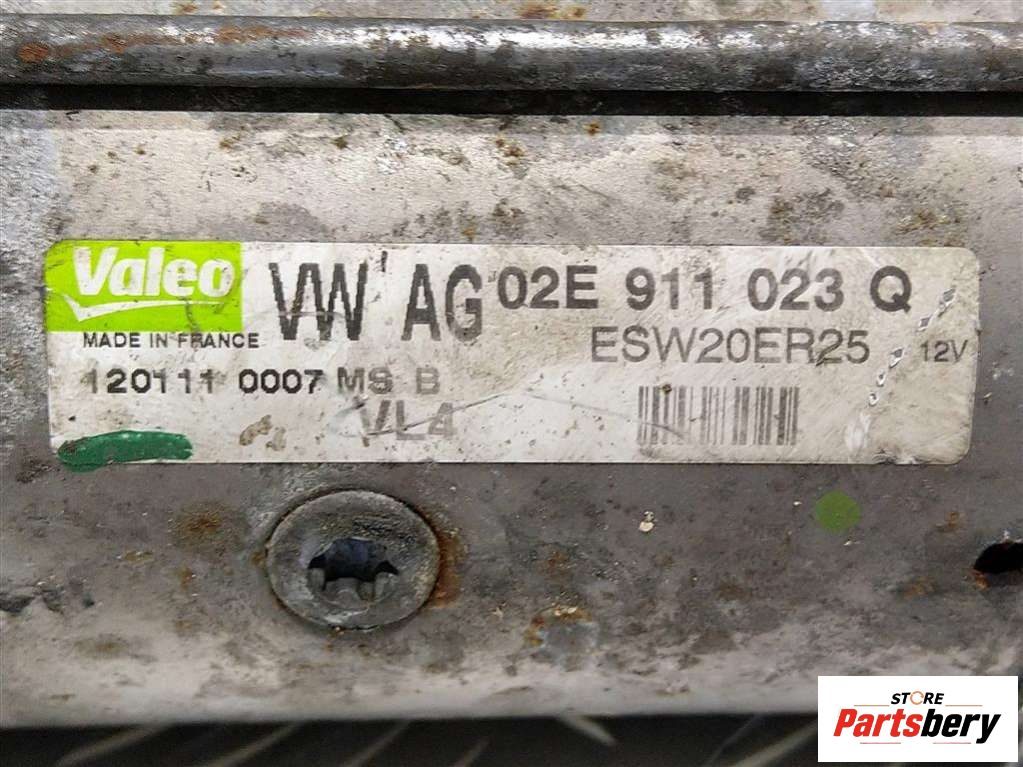 Valeo VW AG 02E 911 023 Q
MADE IN FRANCE ESW20ER25 12V
120111 0007 MS B
VL4
STORE
Partsbery